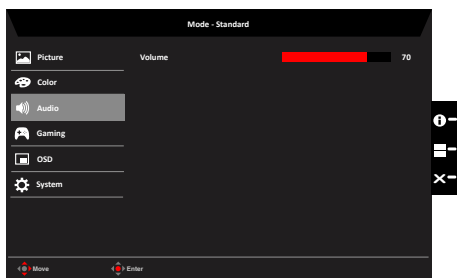 Mode - Standard
Picture
Volume 70
Color
Audio
Gaming
OSD
System
Move Enter